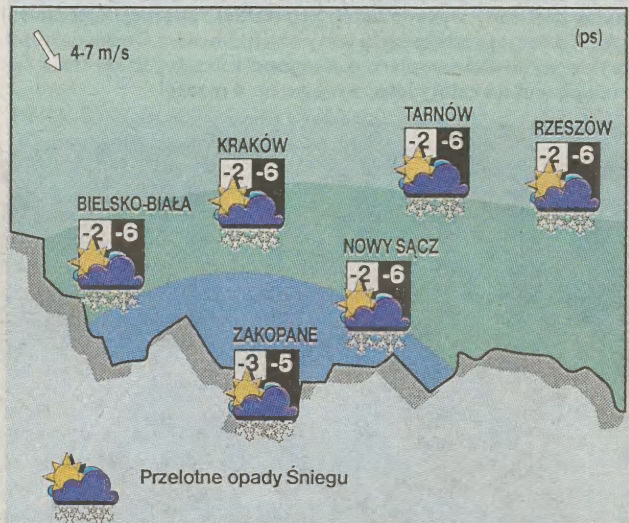 4-7 m/s
(ps)
TARNÓW
-2 -6
RZESZÓW
-2 -6
KRAKÓW
-2 -6
BIELSKO-BIAŁA
-2 -6
NOWY SĄCZ
-2 -6
ZAKOPANE
-3 -5
Przelotne opady Śniegu